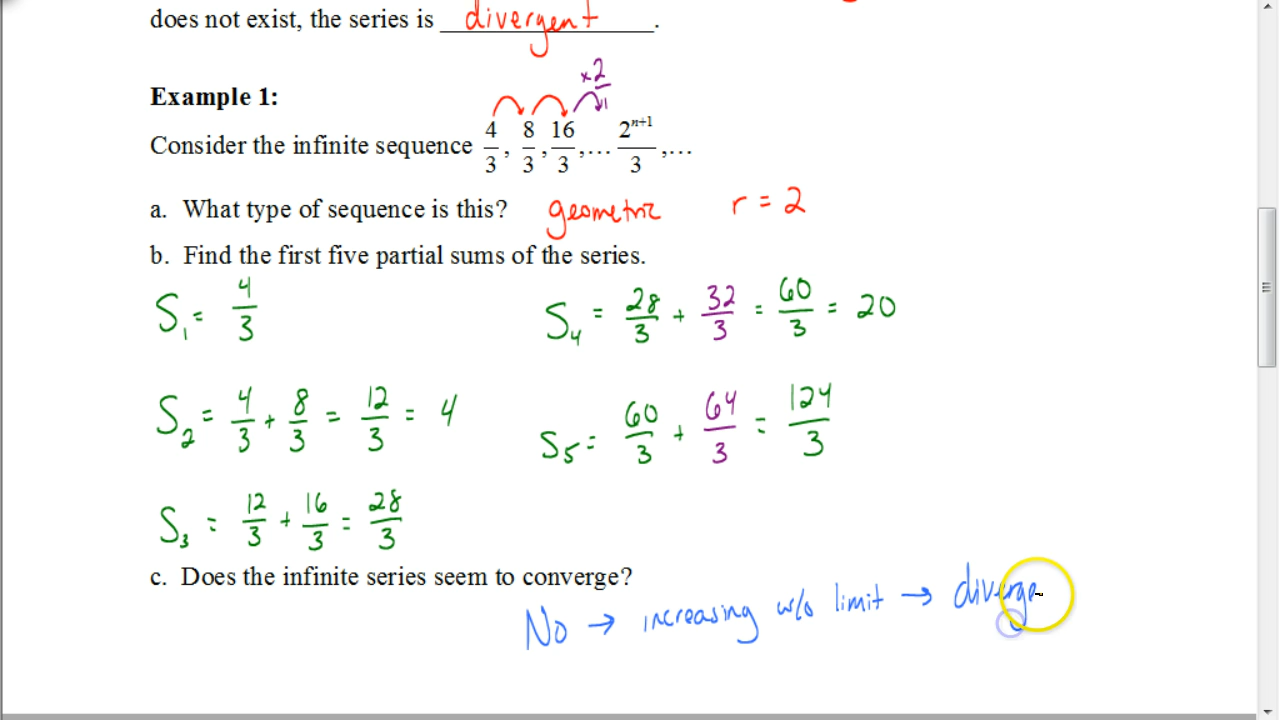 does not exist, the series is divergent.
×2/1
Example 1:
Consider the infinite sequence 4/3, 8/3, 16/3, ... 2^(n+1)/3, ...
a. What type of sequence is this? geometric r = 2
b. Find the first five partial sums of the series.
S₁ = 4/3
S₂ = 4/3 + 8/3 = 12/3 = 4
S₃ = 12/3 + 16/3 = 28/3
S₄ = 28/3 + 32/3 = 60/3 = 20
S₅ = 60/3 + 64/3 = 124/3
c. Does the infinite series seem to converge?
No → increasing w/o limit → diverge